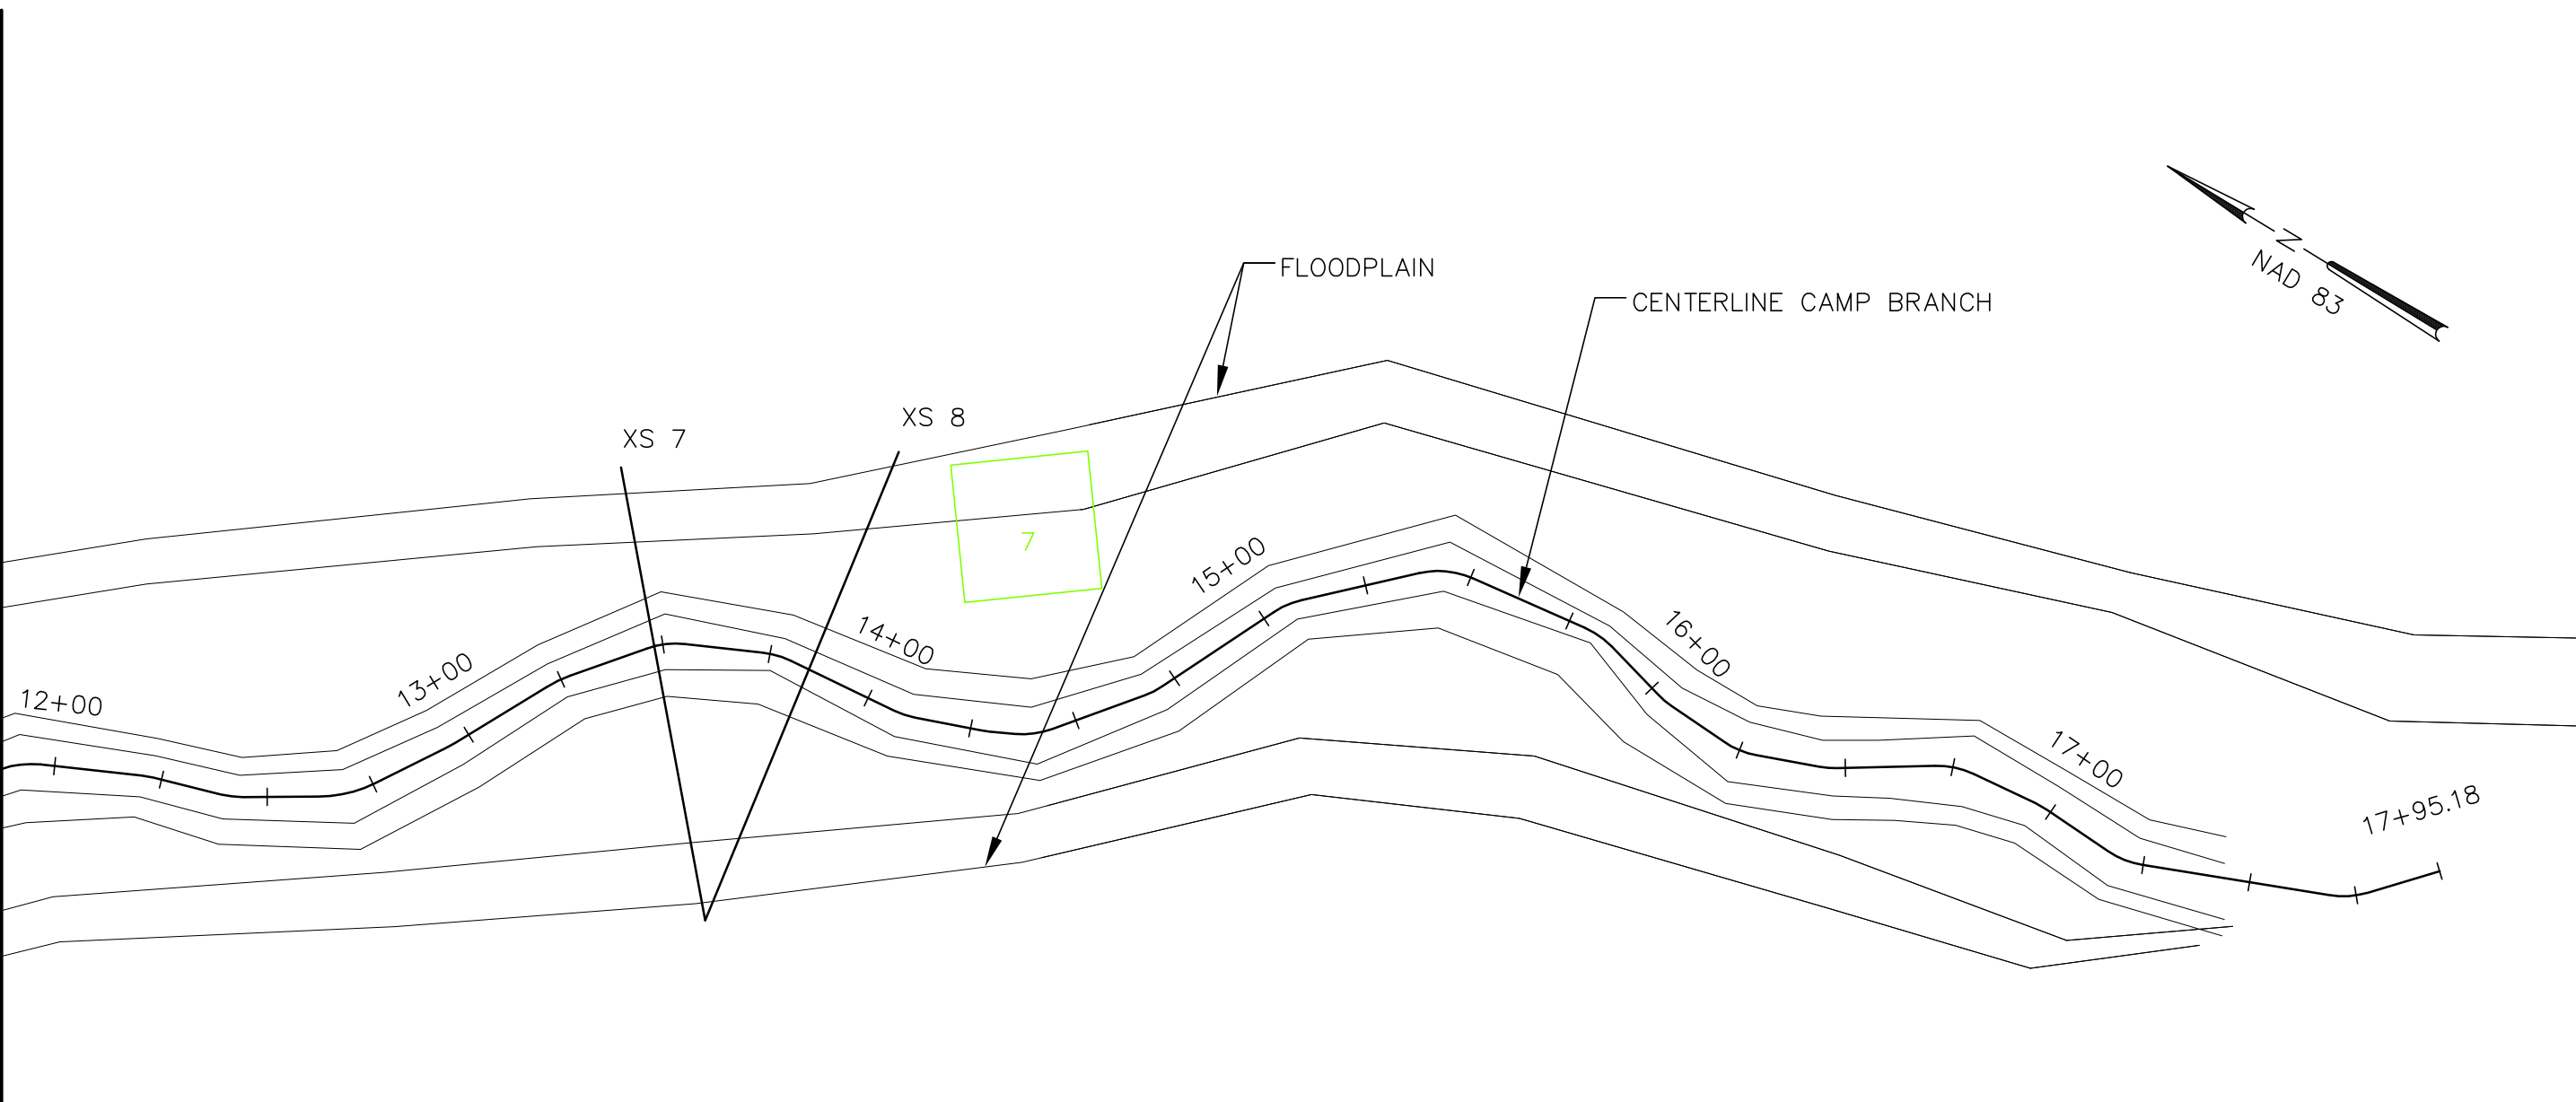 N
NAD 83
FLOODPLAIN
CENTERLINE CAMP BRANCH
XS 7
XS 8
7
12+00
13+00
14+00
15+00
16+00
17+00
17+95.18